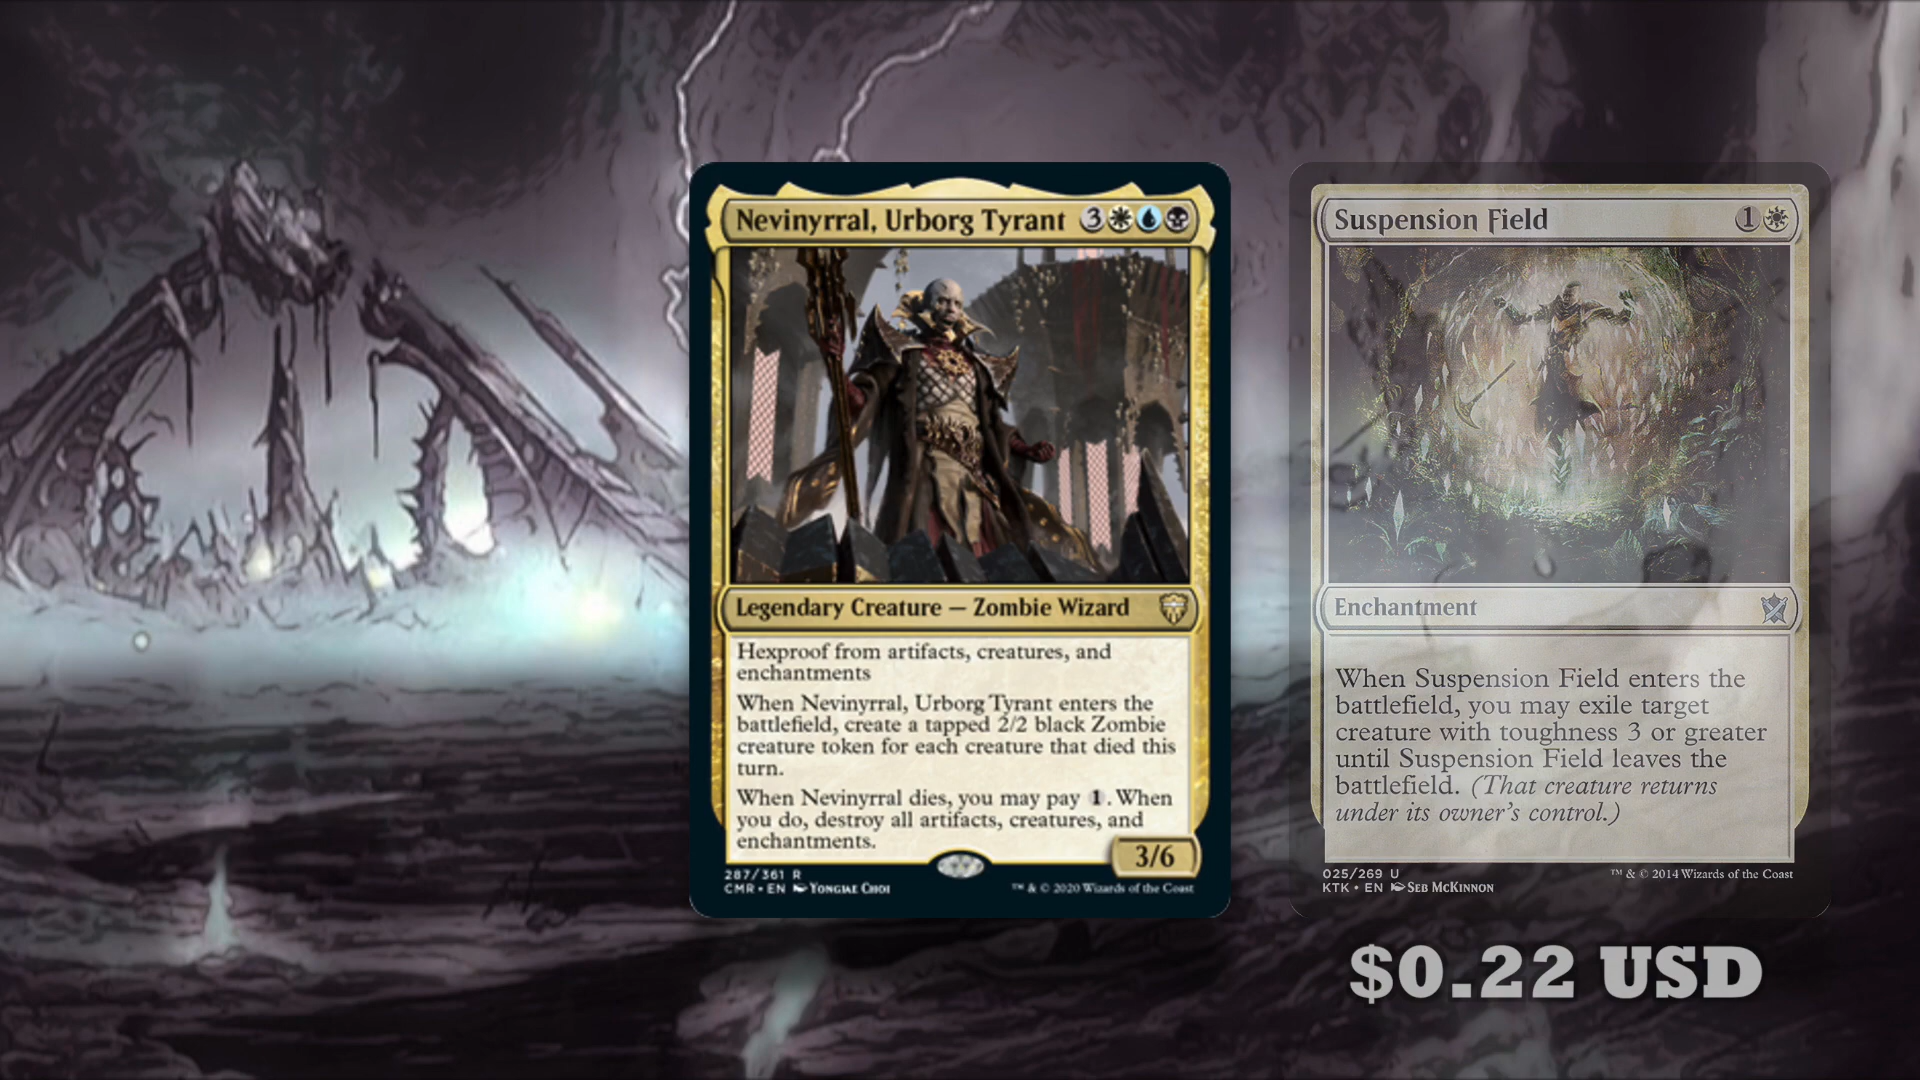 Nevinyrral, Urborg Tyrant 3
Legendary Creature — Zombie Wizard
Hexproof from artifacts, creatures, and
enchantments
When Nevinyrral, Urborg Tyrant enters the
battlefield, create a tapped 2/2 black Zombie
creature token for each creature that died this
turn.
When Nevinyrral dies, you may pay 1. When
you do, destroy all artifacts, creatures, and
enchantments.
3/6
287/361 R
CMR • EN Yongjae Choi
™ & © 2020 Wizards of the Coast
Suspension Field 1
Enchantment
When Suspension Field enters the
battlefield, you may exile target
creature with toughness 3 or greater
until Suspension Field leaves the
battlefield. (That creature returns
under its owner's control.)
025/269 U
KTK • EN Seb McKinnon
™ & © 2014 Wizards of the Coast
$0.22 USD